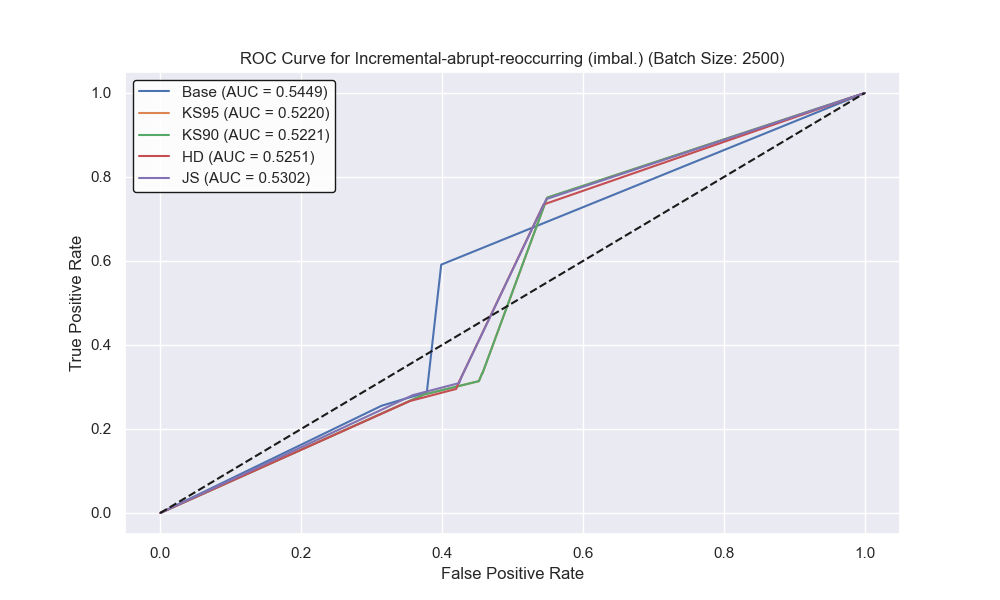 ROC Curve for Incremental-abrupt-reoccurring (imbal.) (Batch Size: 2500)
Base (AUC = 0.5449)
KS95 (AUC = 0.5220)
KS90 (AUC = 0.5221)
HD (AUC = 0.5251)
JS (AUC = 0.5302)
True Positive Rate
1.0
0.8
0.6
0.4
0.2
0.0
0.0 0.2 0.4 0.6 0.8 1.0
False Positive Rate